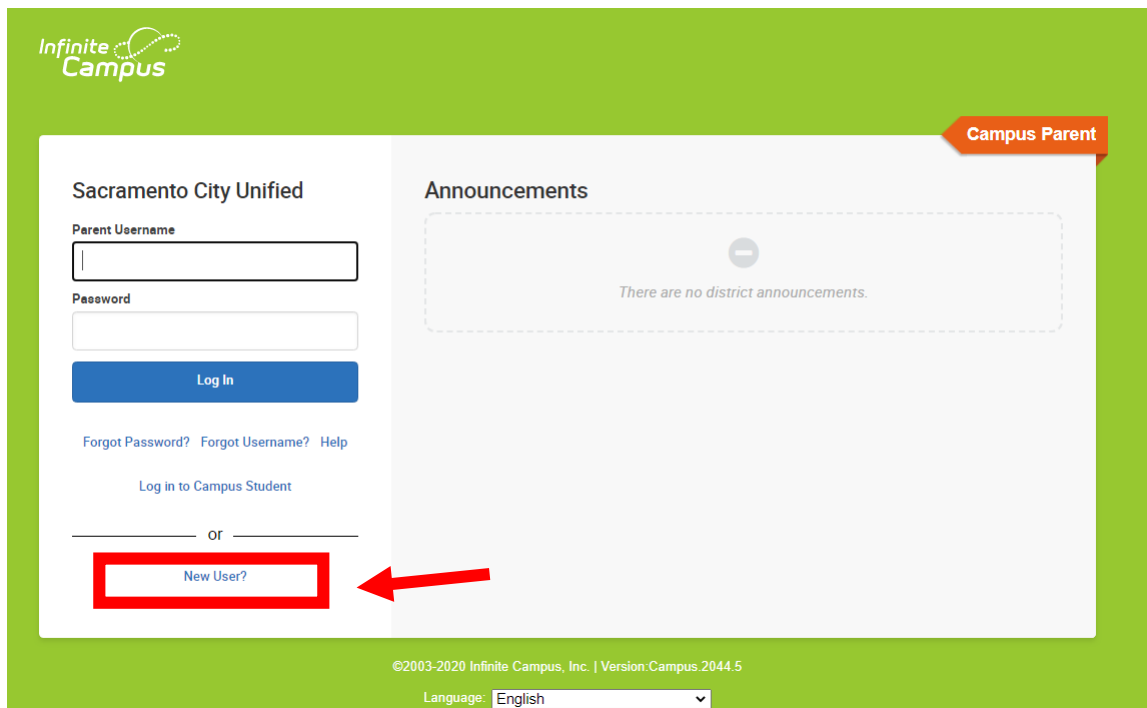 Infinite
Campus
Campus Parent
Sacramento City Unified
Parent Username
Password
Log In
Forgot Password? Forgot Username? Help
Log in to Campus Student
or
New User?
Announcements
There are no district announcements.
©2003-2020 Infinite Campus, Inc. | Version:Campus.2044.5
Language: English